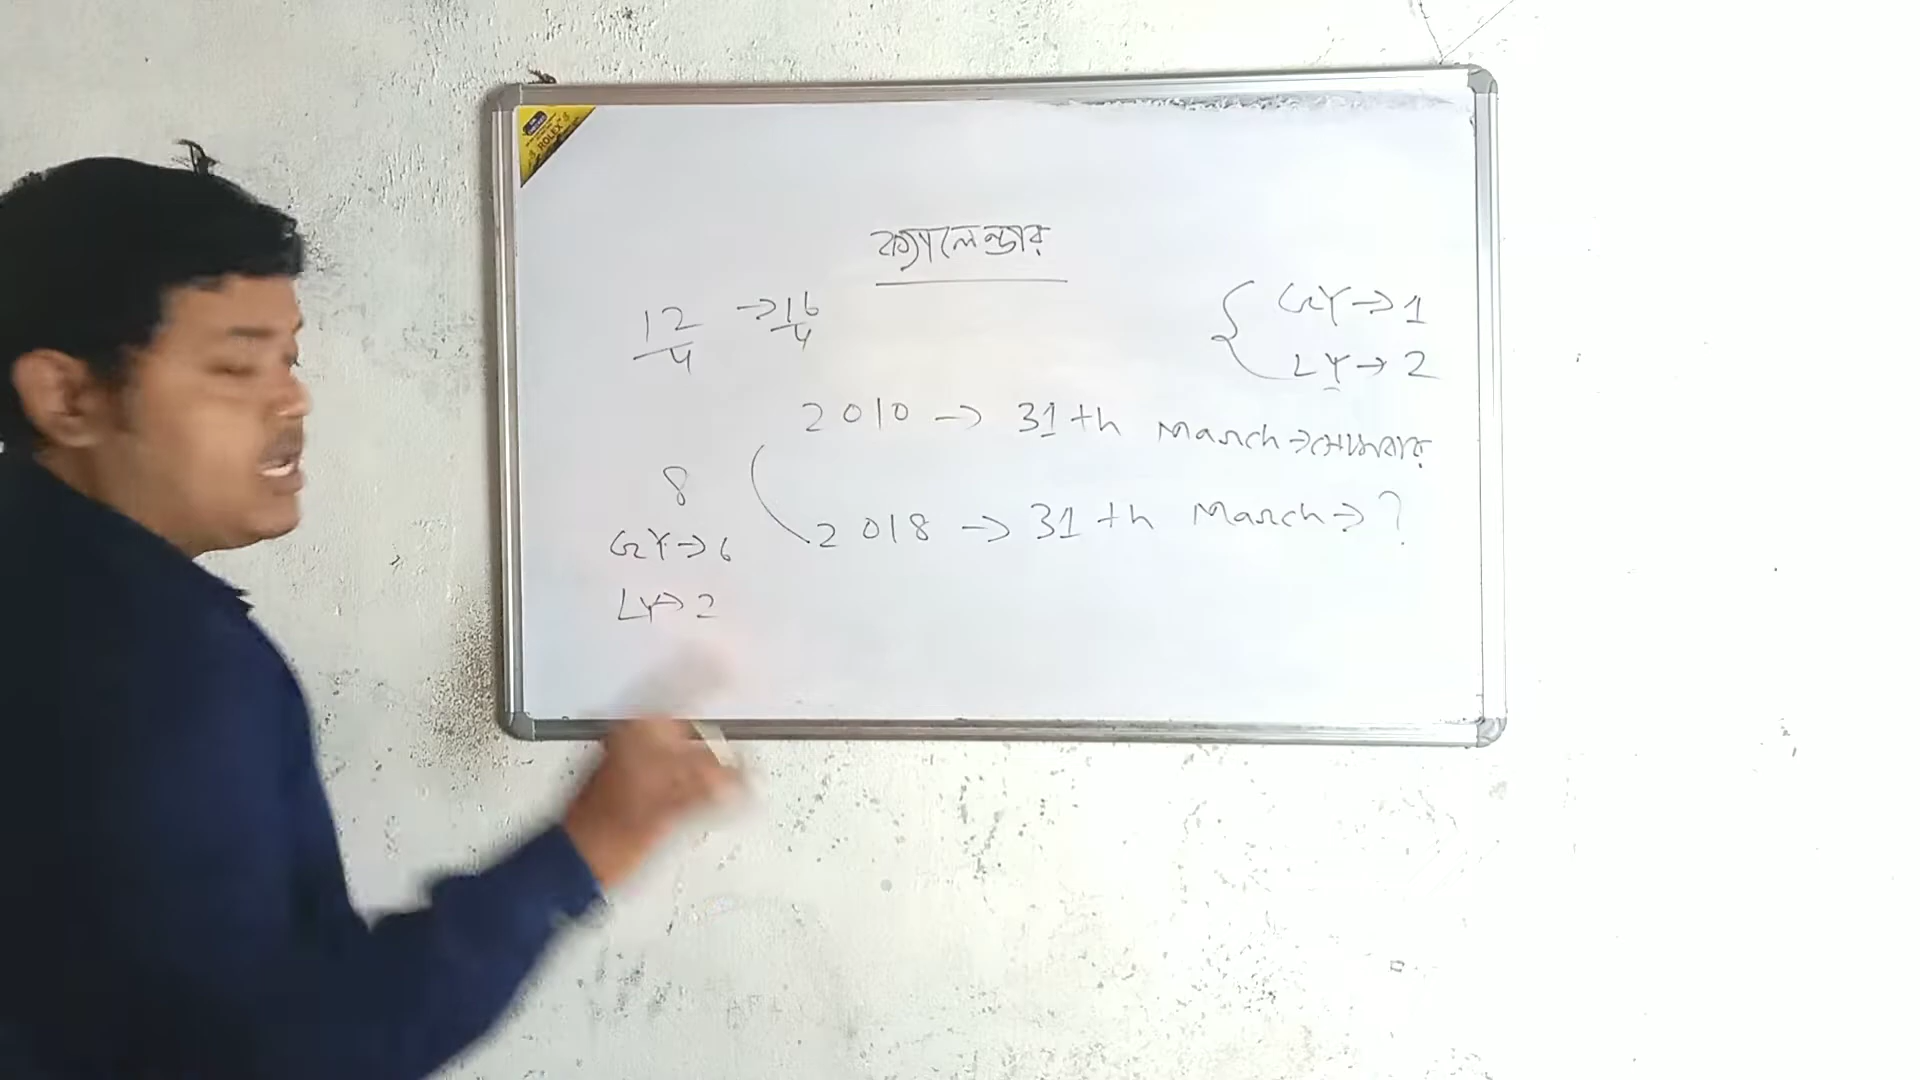 ROLEX
ক্যালেন্ডার
12/4 → 16/4
{ GY → 1
LY → 2
2010 → 31th March → সোমবার
8
2018 → 31th March → ?
GY → 6
LY → 2